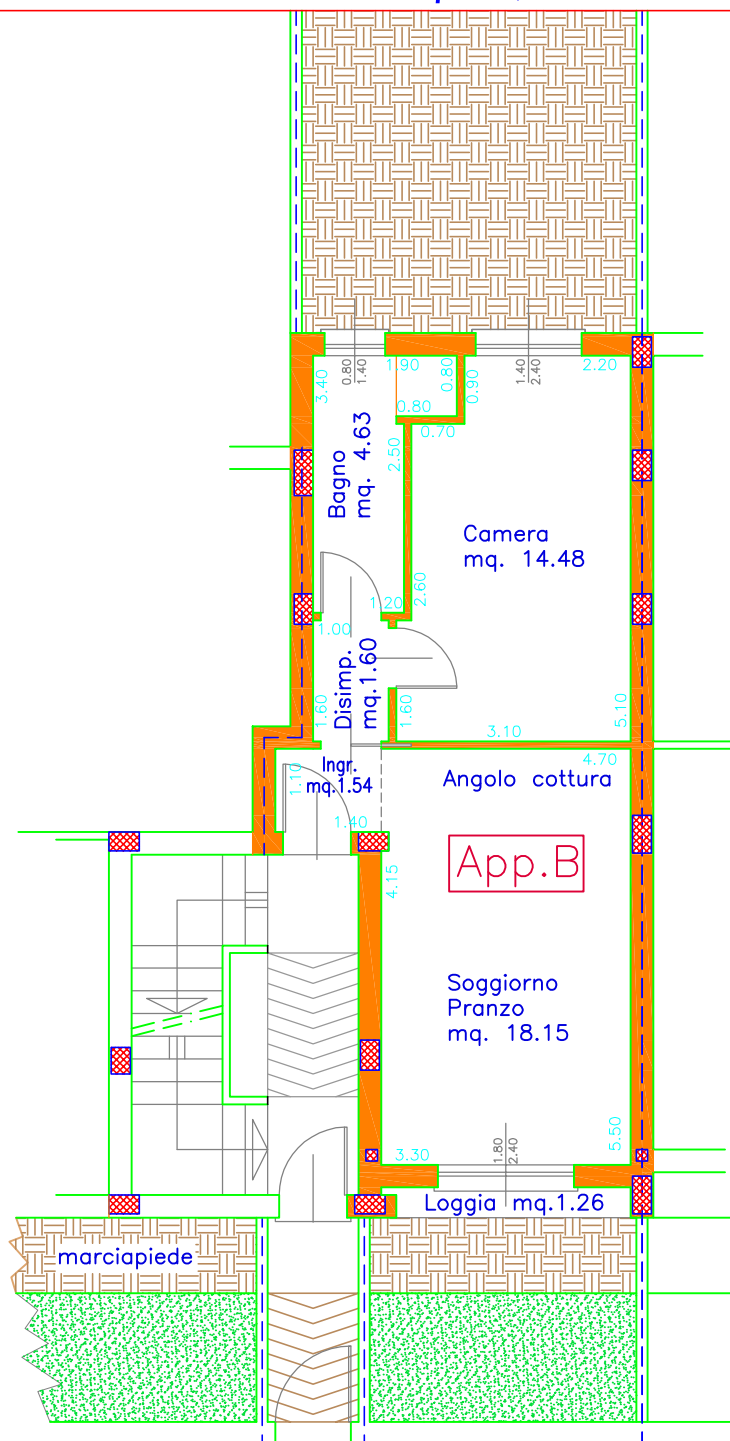 0.80
1.40
1.90
0.80
0.90
1.40
2.40
2.20
3.40
0.80
0.70
Bagno
mq. 4.63
2.50
Camera
mq. 14.48
1.20
2.60
1.00
Disimp.
mq.1.60
1.60
1.60
3.10
5.10
Ingr.
mq.1.54
1.10
1.40
4.70
Angolo cottura
App.B
4.15
Soggiorno
Pranzo
mq. 18.15
3.30
1.80
2.40
5.50
Loggia mq.1.26
marciapiede